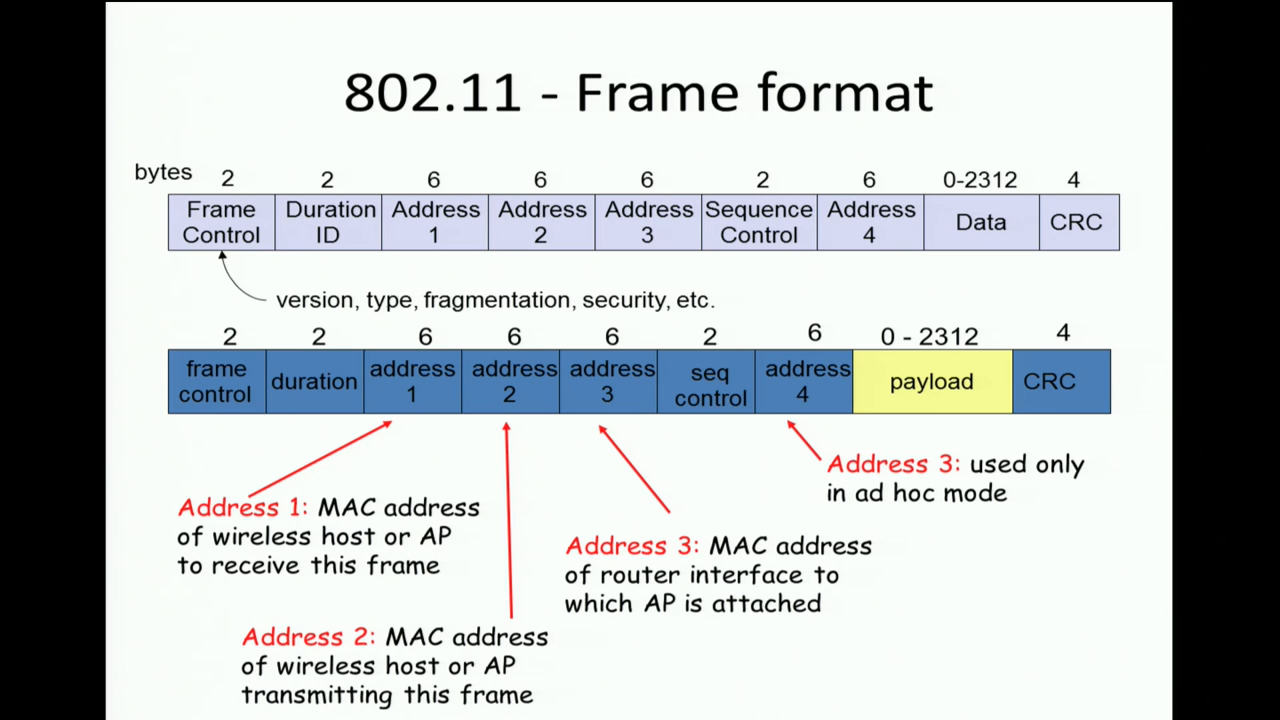 802.11 - Frame format
bytes 2 2 6 6 6 2 6 0-2312 4
Frame Control Duration ID Address 1 Address 2 Address 3 Sequence Control Address 4 Data CRC
version, type, fragmentation, security, etc.
2 2 6 6 6 2 6 0 - 2312 4
frame control duration address 1 address 2 address 3 seq control address 4 payload CRC
Address 1: MAC address
of wireless host or AP
to receive this frame
Address 2: MAC address
of wireless host or AP
transmitting this frame
Address 3: MAC address
of router interface to
which AP is attached
Address 3: used only
in ad hoc mode